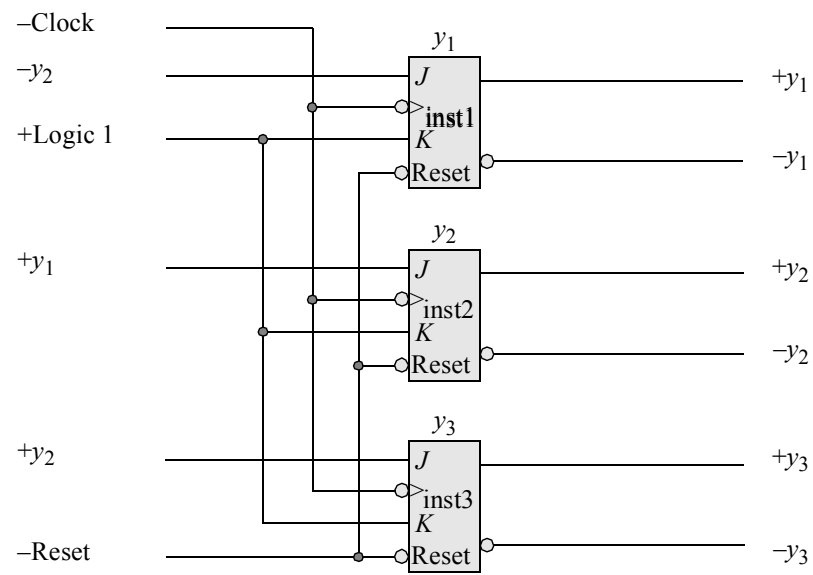 –Clock
y1
–y2
J
+y1
inst1
+Logic 1
K
–y1
Reset
y2
+y1
J
+y2
inst2
K
–y2
Reset
y3
+y2
J
+y3
inst3
K
–Reset
Reset
–y3